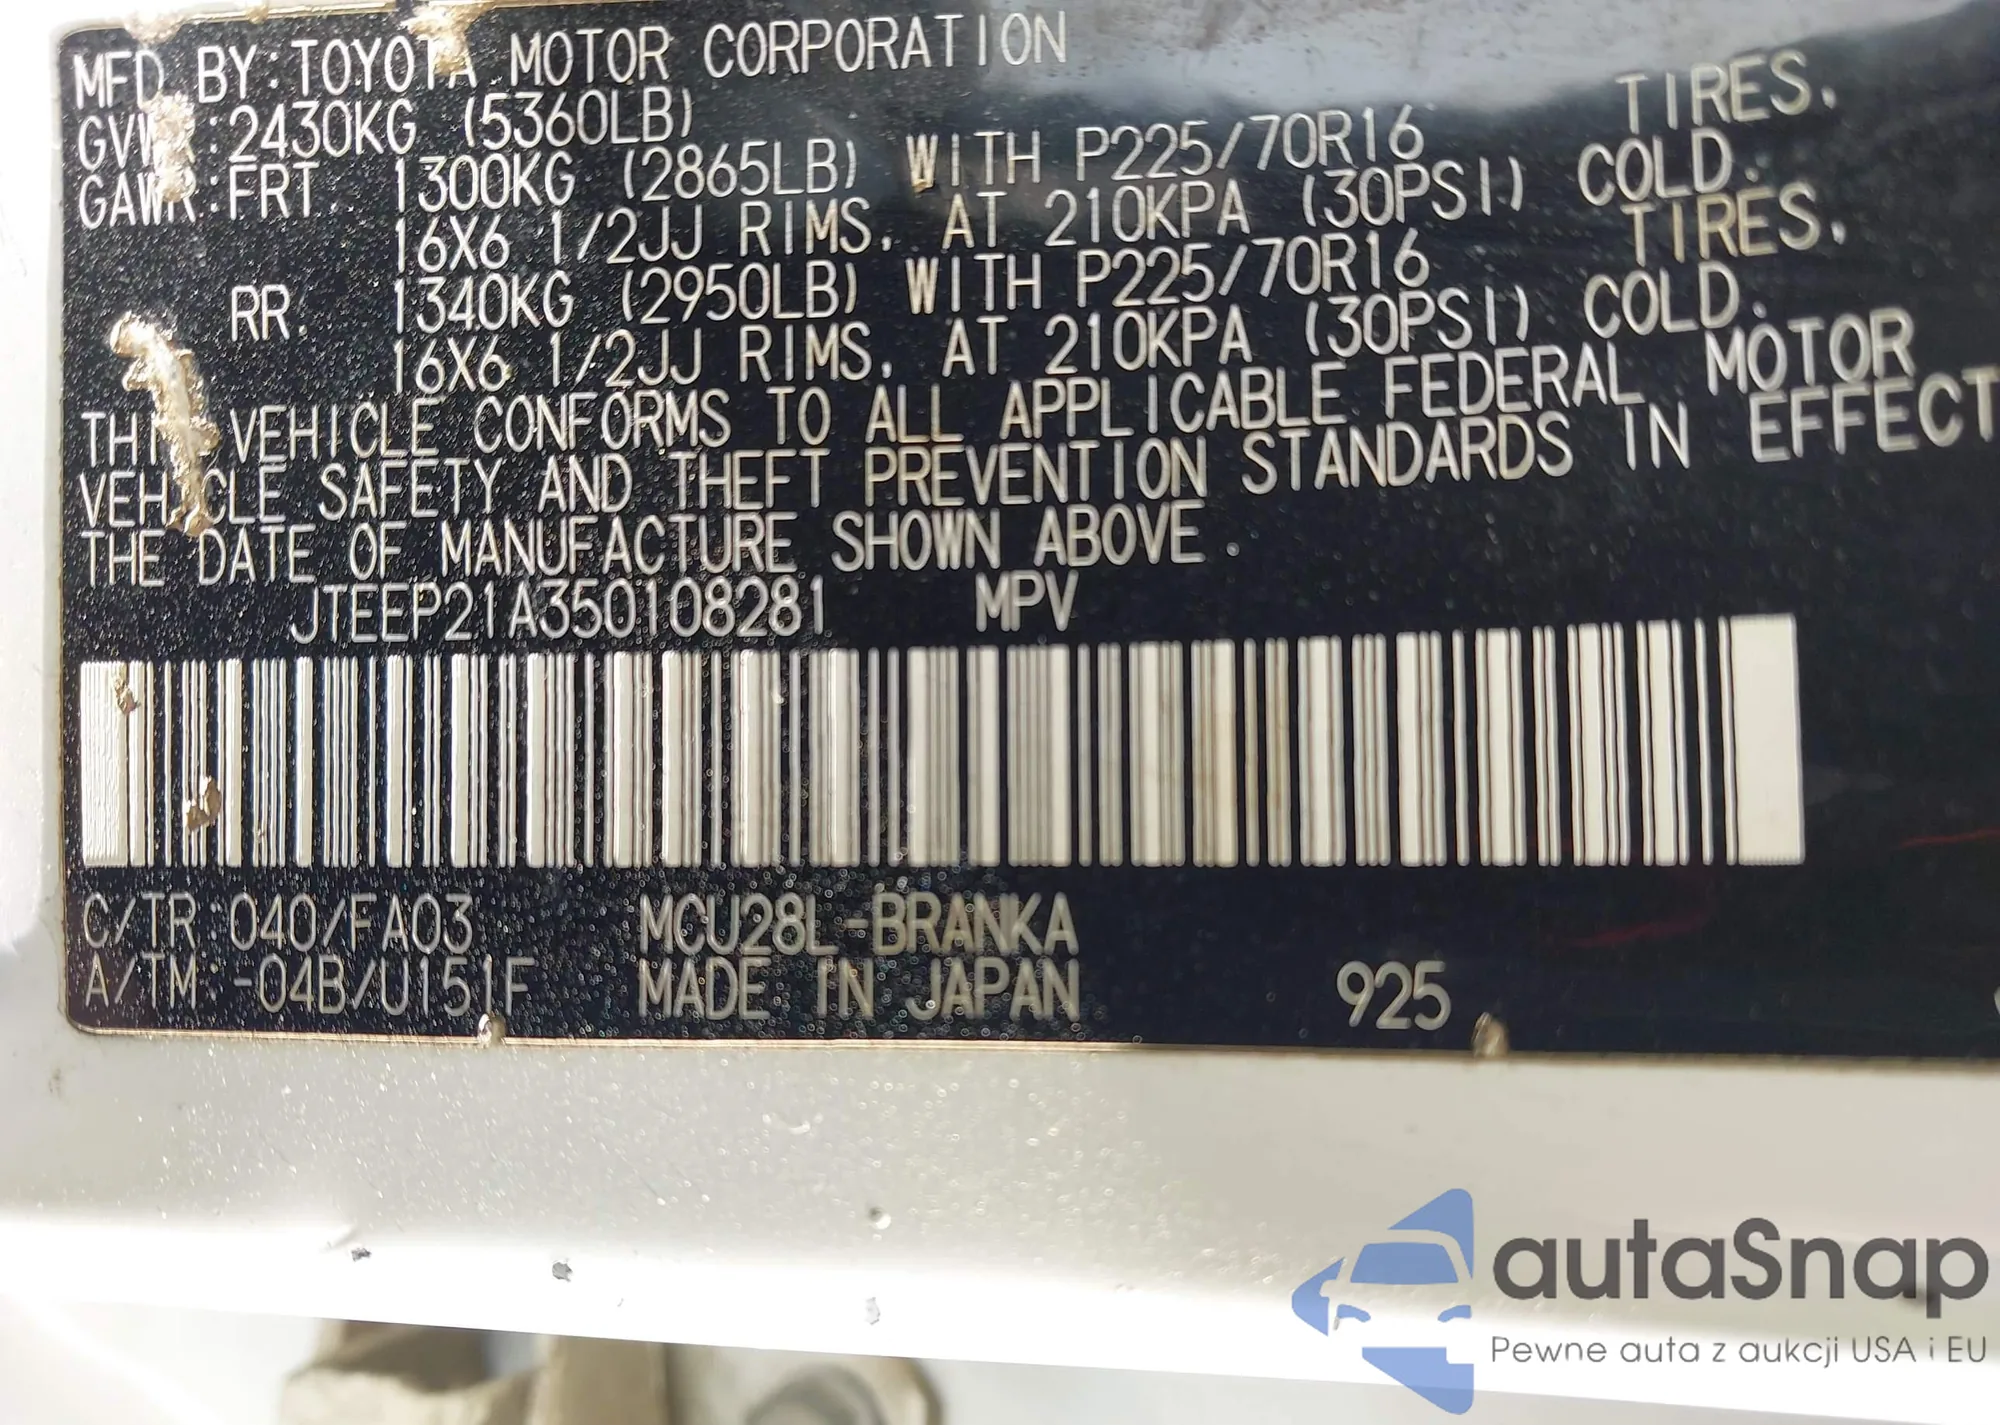 MFD BY:TOYOTA MOTOR CORPORATION
GVWR:2430KG (5360LB)
GAWR:FRT. 1300KG (2865LB) WITH P225/70R16 TIRES,
16X6 1/2JJ RIMS, AT 210KPA (30PSI) COLD.
RR. 1340KG (2950LB) WITH P225/70R16 TIRES,
16X6 1/2JJ RIMS, AT 210KPA (30PSI) COLD.
THIS VEHICLE CONFORMS TO ALL APPLICABLE FEDERAL MOTOR
VEHICLE SAFETY AND THEFT PREVENTION STANDARDS IN EFFECT
THE DATE OF MANUFACTURE SHOWN ABOVE.
JTEEP21A350108281 MPV
C/TR:040/FA03 MCU28L-BRANKA
A/TM:-04B/U151F MADE IN JAPAN 925
autaSnap
Pewne auta z aukcji USA i EU